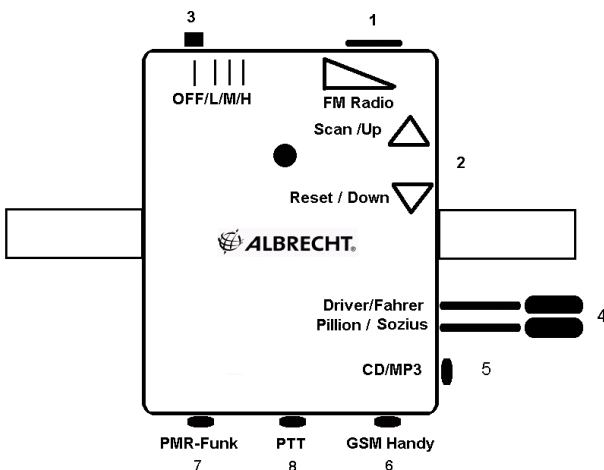 3
1
OFF/L/M/H
FM Radio
Scan /Up
2
Reset / Down
ALBRECHT®
Driver/Fahrer
Pillion / Sozius
4
CD/MP3
5
PMR-Funk PTT GSM Handy
7 8 6